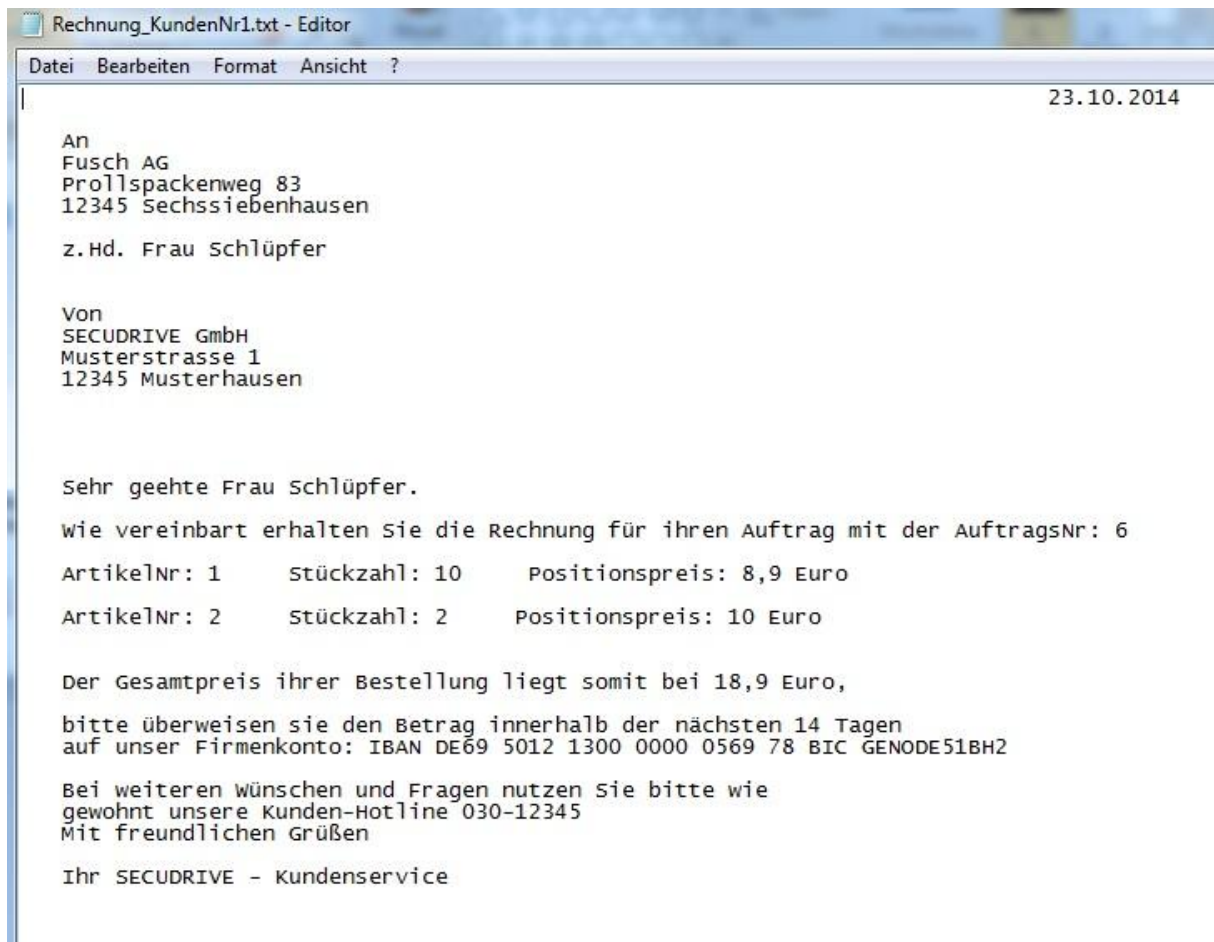 Rechnung_KundenNr1.txt - Editor
Datei Bearbeiten Format Ansicht ?
23.10.2014
An
Fusch AG
Prollspackenweg 83
12345 Sechssiebenhausen
z.Hd. Frau Schlüpfer
Von
SECUDRIVE GmbH
Musterstrasse 1
12345 Musterhausen
Sehr geehte Frau Schlüpfer.
Wie vereinbart erhalten Sie die Rechnung für ihren Auftrag mit der AuftragsNr: 6
ArtikelNr: 1 Stückzahl: 10 Positionspreis: 8,9 Euro
ArtikelNr: 2 Stückzahl: 2 Positionspreis: 10 Euro
Der Gesamtpreis ihrer Bestellung liegt somit bei 18,9 Euro,
bitte überweisen sie den Betrag innerhalb der nächsten 14 Tagen
auf unser Firmenkonto: IBAN DE69 5012 1300 0000 0569 78 BIC GENODE51BH2
Bei weiteren Wünschen und Fragen nutzen Sie bitte wie
gewohnt unsere Kunden-Hotline 030-12345
Mit freundlichen Grüßen
Ihr SECUDRIVE - Kundenservice